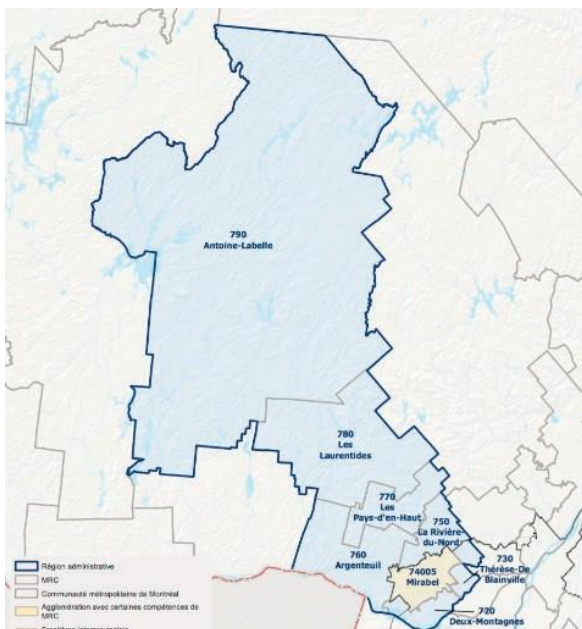 790
Antoine-Labelle
780
Les
Laurentides
770
Les
Pays-d'en-Haut
750
La Rivière-
du-Nord
760
Argenteuil
74005
Mirabel
730
Thérèse-De
Blainville
720
Deux-Montagnes
Région administrative
MRC
Communauté métropolitaine de Montréal
Agglomération avec certaines compétences de
MRC